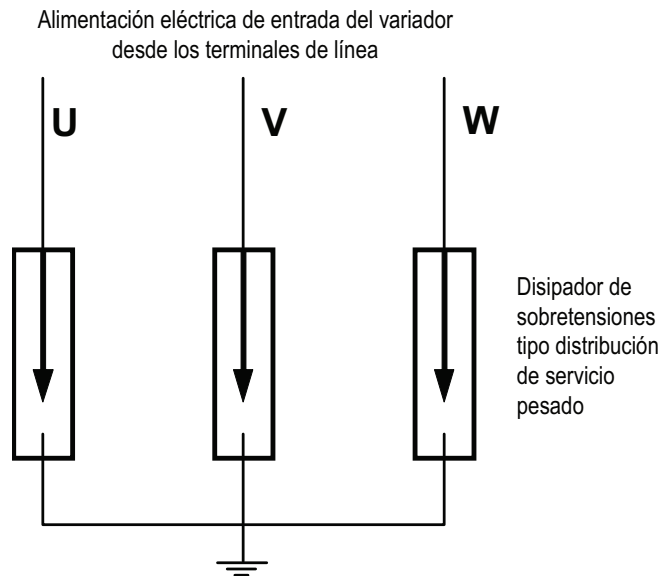 Alimentación eléctrica de entrada del variador
desde los terminales de línea
U
V
W
Disipador de
sobretensiones
tipo distribución
de servicio
pesado